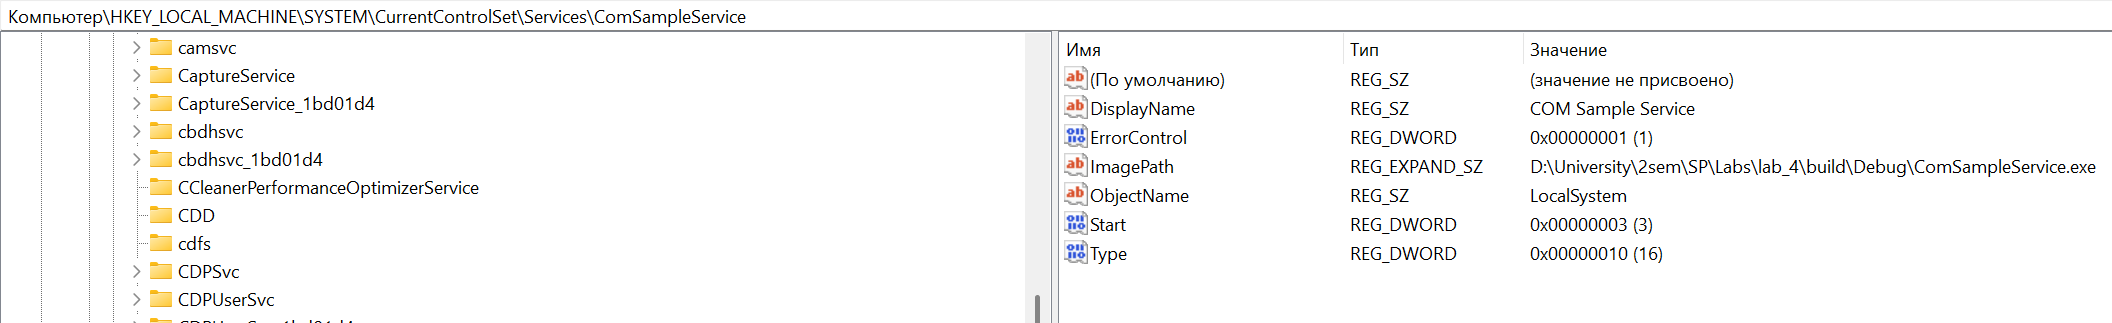 Компьютер\HKEY_LOCAL_MACHINE\SYSTEM\CurrentControlSet\Services\ComSampleService
camsvc
CaptureService
CaptureService_1bd01d4
cbdhsvc
cbdhsvc_1bd01d4
CCleanerPerformanceOptimizerService
CDD
cdfs
CDPSvc
CDPUserSvc
Имя Тип Значение
(По умолчанию) REG_SZ (значение не присвоено)
DisplayName REG_SZ COM Sample Service
ErrorControl REG_DWORD 0x00000001 (1)
ImagePath REG_EXPAND_SZ D:\University\2sem\SP\Labs\lab_4\build\Debug\ComSampleService.exe
ObjectName REG_SZ LocalSystem
Start REG_DWORD 0x00000003 (3)
Type REG_DWORD 0x00000010 (16)